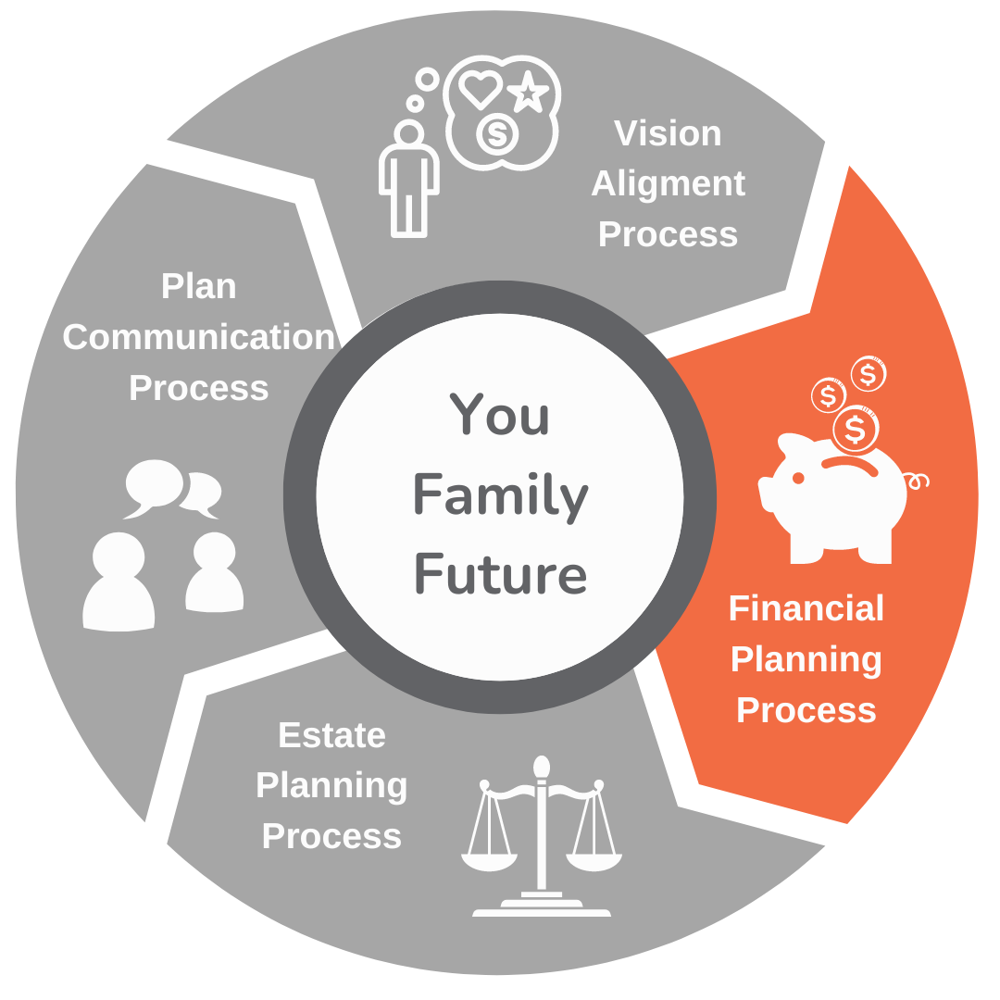 Vision
Aligment
Process
Plan
Communication
Process
You
Family
Future
Financial
Planning
Process
Estate
Planning
Process